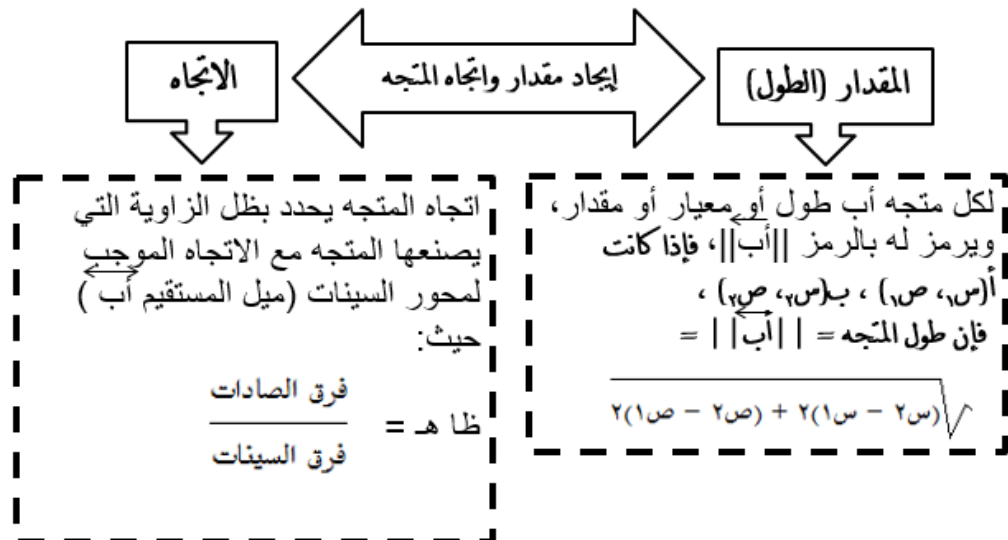 إيجاد مقدار واتجاه المتجه
المقدار (الطول)
لكل متجه أب طول أو معيار أو مقدار،
ويرمز له بالرمز ||أب||، فإذا كانت
أ(س١، ص١) ، ب(س٢، ص٢) ،
فإن طول المتجه = ||أب|| =
√(س٢ − س١)٢ + (ص٢ − ص١)٢
الاتجاه
اتجاه المتجه يحدد بظل الزاوية التي
يصنعها المتجه مع الاتجاه الموجب
لمحور السينات (ميل المستقيم أب )
حيث:
فرق الصادات
ظا هـ =
فرق السينات